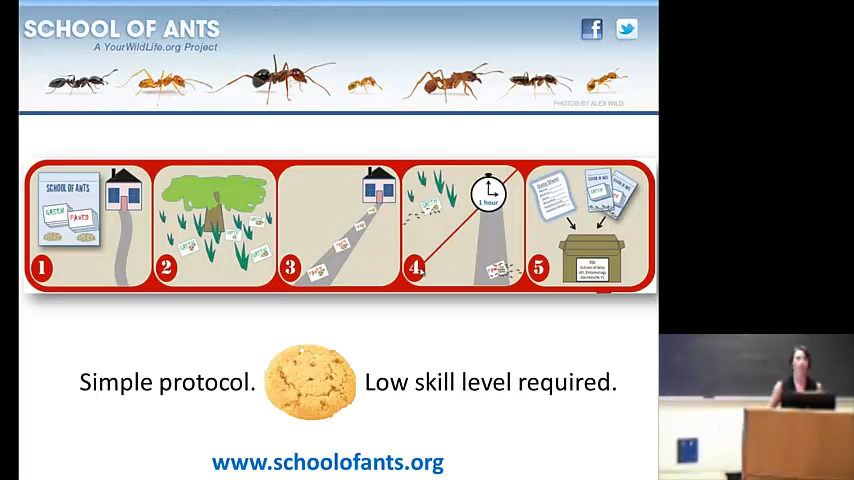 SCHOOL OF ANTS
A YourWildLife.org Project
PHOTOS BY ALEX WILD
SCHOOL OF ANTS
GREEN
PAVED
1
2
3
1 hour
4
Data Sheet
GREEN
5
Simple protocol.
Low skill level required.
www.schoolofants.org